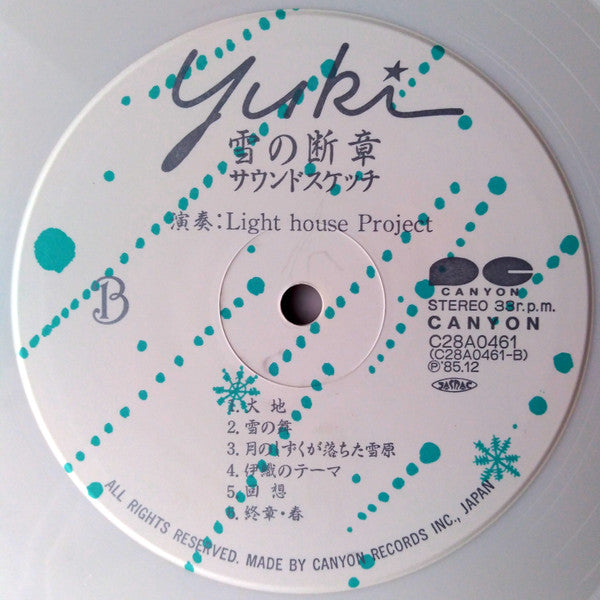 yuki
雪の断章
サウンドスケッチ
演奏:Light house Project
B
PC
CANYON
STEREO 33r.p.m.
CANYON
C28A0461
(C28A0461-B)
Ⓟ'85.12
JASRAC
1. 大地
2. 雪の舞
3. 月のしずくが落ちた雪原
4. 伊織のテーマ
5. 回想
6. 終章・春
ALL RIGHTS RESERVED. MADE BY CANYON RECORDS INC., JAPAN